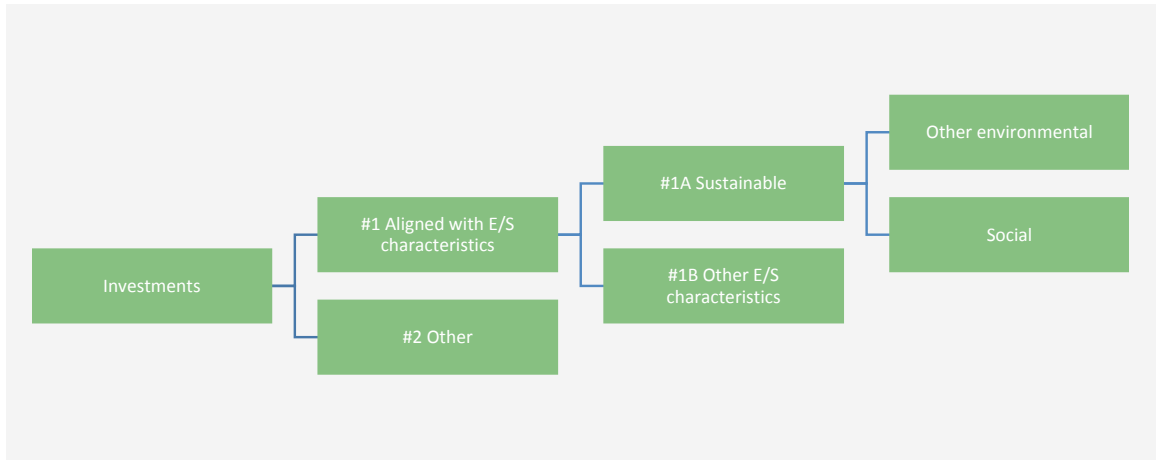 Investments
#1 Aligned with E/S
characteristics
#2 Other
#1A Sustainable
#1B Other E/S
characteristics
Other environmental
Social